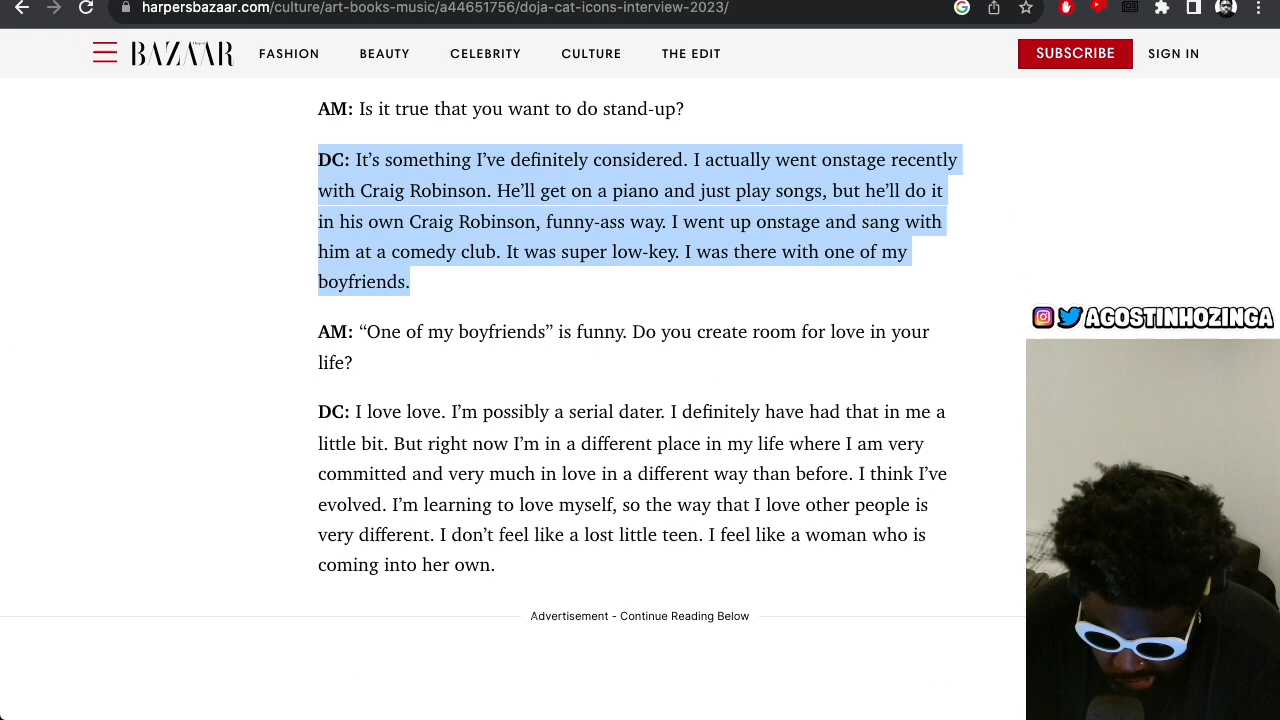 harpersbazaar.com/culture/art-books-music/a44651756/doja-cat-icons-interview-2023/
BAZAAR FASHION BEAUTY CELEBRITY CULTURE THE EDIT SUBSCRIBE SIGN IN
AM: Is it true that you want to do stand-up?
DC: It’s something I’ve definitely considered. I actually went onstage recently
with Craig Robinson. He’ll get on a piano and just play songs, but he’ll do it
in his own Craig Robinson, funny-ass way. I went up onstage and sang with
him at a comedy club. It was super low-key. I was there with one of my
boyfriends.
AM: “One of my boyfriends” is funny. Do you create room for love in your
life?
DC: I love love. I’m possibly a serial dater. I definitely have had that in me a
little bit. But right now I’m in a different place in my life where I am very
committed and very much in love in a different way than before. I think I’ve
evolved. I’m learning to love myself, so the way that I love other people is
very different. I don’t feel like a lost little teen. I feel like a woman who is
coming into her own.
Advertisement - Continue Reading Below
AGOSTINHOZINGA